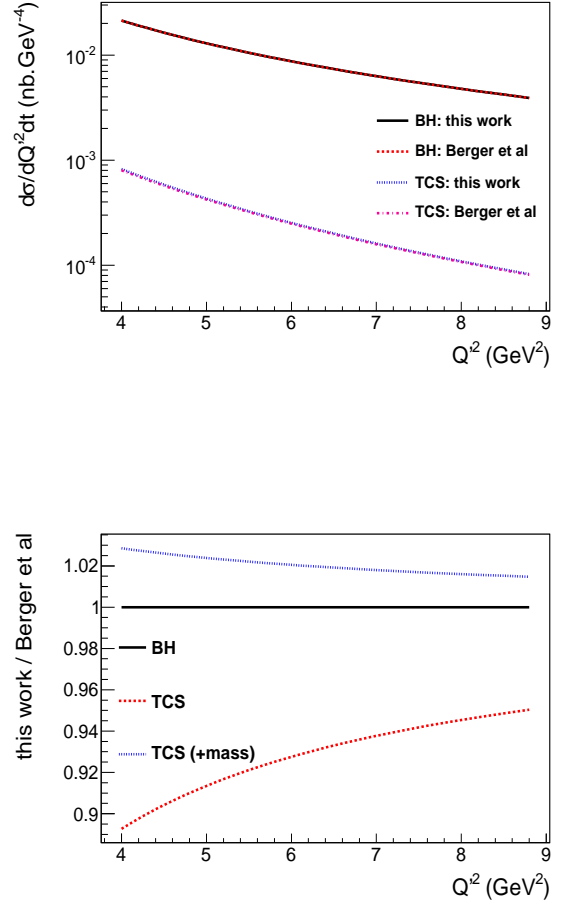 dσ/dQ'²dt (nb.GeV⁻⁴)
10⁻²
10⁻³
10⁻⁴
BH: this work
BH: Berger et al
TCS: this work
TCS: Berger et al
4 5 6 7 8 9
Q'² (GeV²)
this work / Berger et al
1.02
1
0.98
0.96
0.94
0.92
0.9
BH
TCS
TCS (+mass)
4 5 6 7 8 9
Q'² (GeV²)